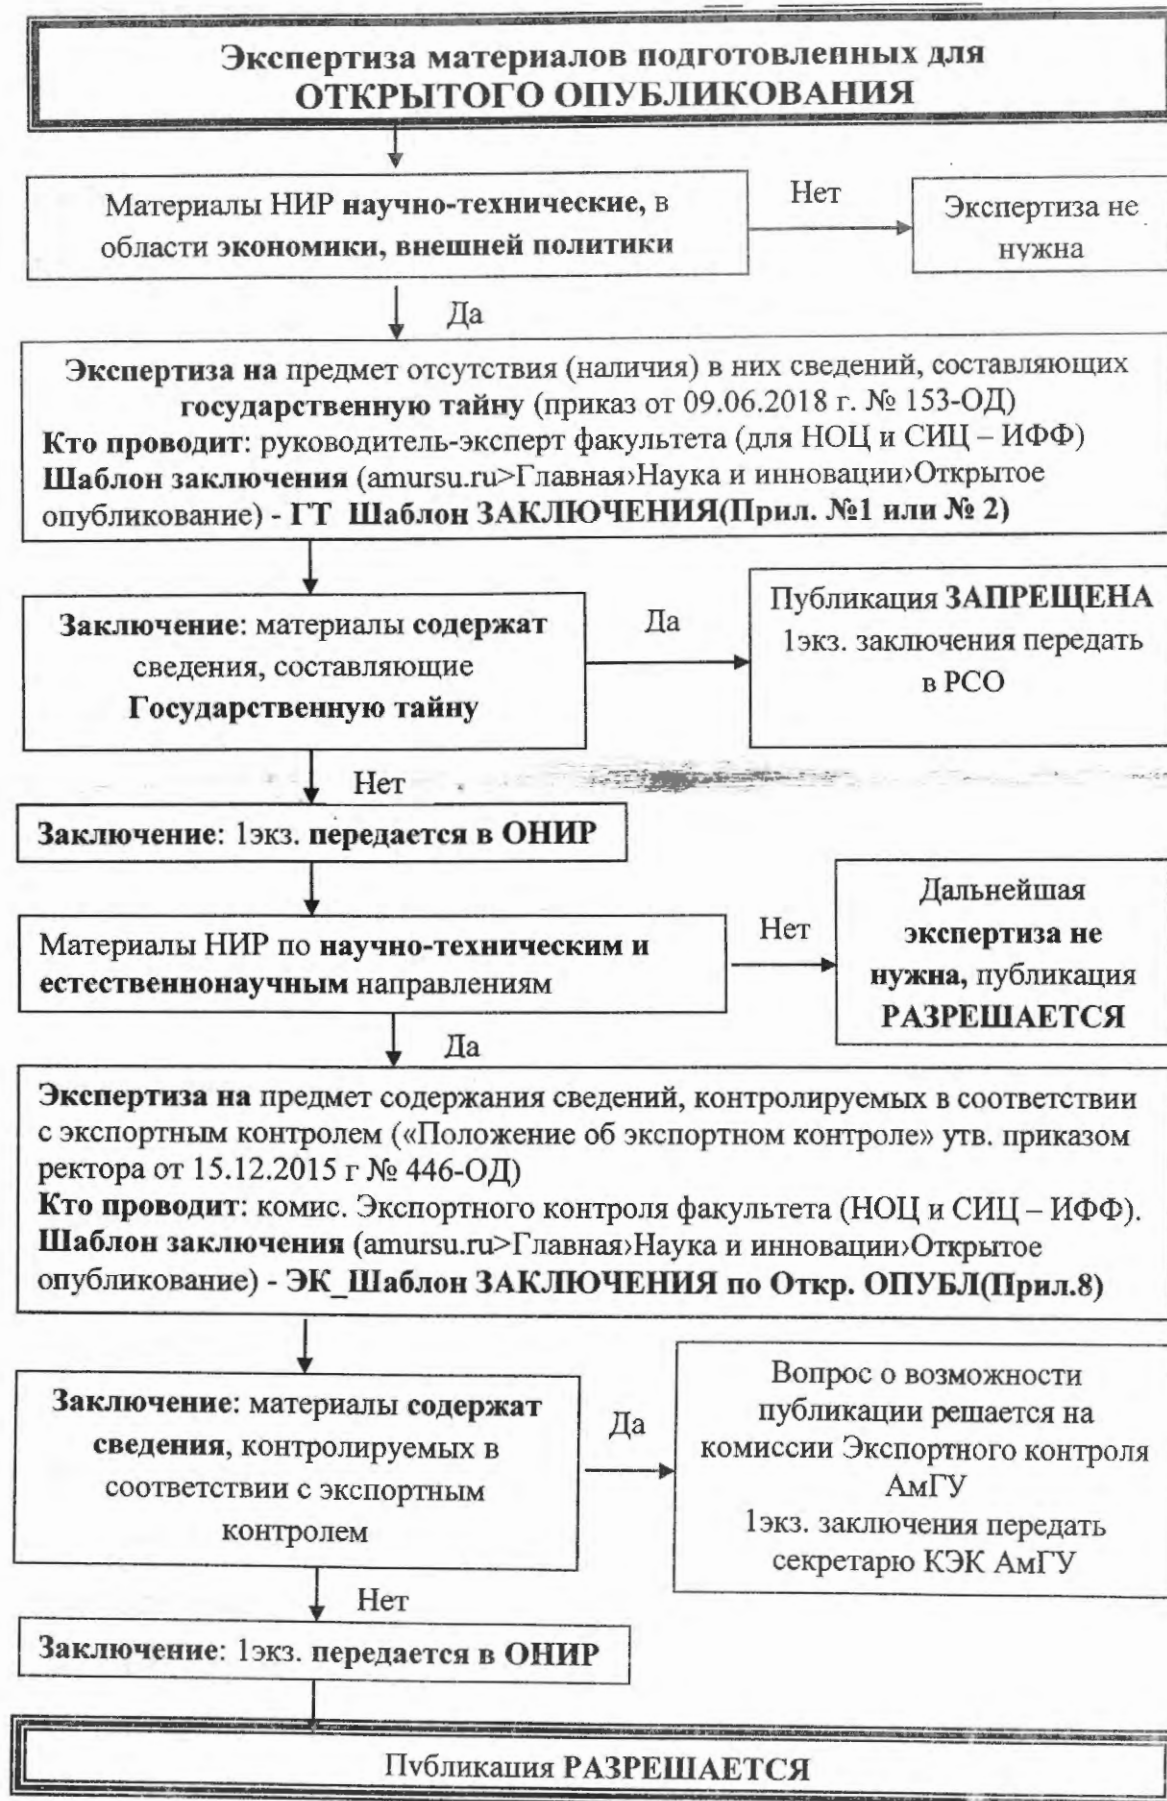 Экспертиза материалов подготовленных для
ОТКРЫТОГО ОПУБЛИКОВАНИЯ
Материалы НИР научно-технические, в
области экономики, внешней политики
Нет
Экспертиза не
нужна
Да
Экспертиза на предмет отсутствия (наличия) в них сведений, составляющих
государственную тайну (приказ от 09.06.2018 г. № 153-ОД)
Кто проводит: руководитель-эксперт факультета (для НОЦ и СИЦ – ИФФ)
Шаблон заключения (amursu.ru>Главная›Наука и инновации›Открытое
опубликование) - ГТ_Шаблон ЗАКЛЮЧЕНИЯ(Прил. №1 или № 2)
Заключение: материалы содержат
сведения, составляющие
Государственную тайну
Да
Публикация ЗАПРЕЩЕНА
1экз. заключения передать
в РСО
Нет
Заключение: 1экз. передается в ОНИР
Материалы НИР по научно-техническим и
естественнонаучным направлениям
Нет
Дальнейшая
экспертиза не
нужна, публикация
РАЗРЕШАЕТСЯ
Да
Экспертиза на предмет содержания сведений, контролируемых в соответствии
с экспортным контролем («Положение об экспортном контроле» утв. приказом
ректора от 15.12.2015 г № 446-ОД)
Кто проводит: комис. Экспортного контроля факультета (НОЦ и СИЦ – ИФФ).
Шаблон заключения (amursu.ru>Главная›Наука и инновации›Открытое
опубликование) - ЭК_Шаблон ЗАКЛЮЧЕНИЯ по Откр. ОПУБЛ(Прил.8)
Заключение: материалы содержат
сведения, контролируемых в
соответствии с экспортным
контролем
Да
Вопрос о возможности
публикации решается на
комиссии Экспортного контроля
АмГУ
1экз. заключения передать
секретарю КЭК АмГУ
Нет
Заключение: 1экз. передается в ОНИР
Публикация РАЗРЕШАЕТСЯ